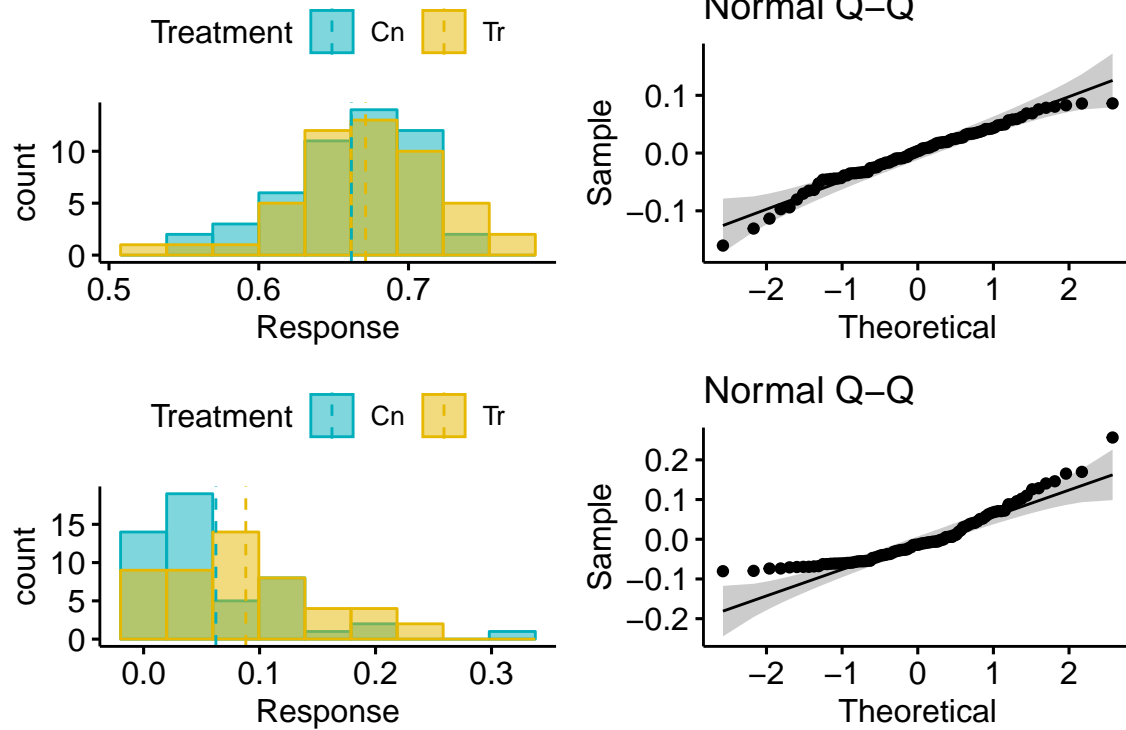 Treatment Cn Tr
count
10
5
0
0.5 0.6 0.7
Response
Normal Q−Q
Sample
0.1
0.0
−0.1
−2 −1 0 1 2
Theoretical
Treatment Cn Tr
count
15
10
5
0
0.0 0.1 0.2 0.3
Response
Normal Q−Q
Sample
0.2
0.1
0.0
−0.1
−0.2
−2 −1 0 1 2
Theoretical